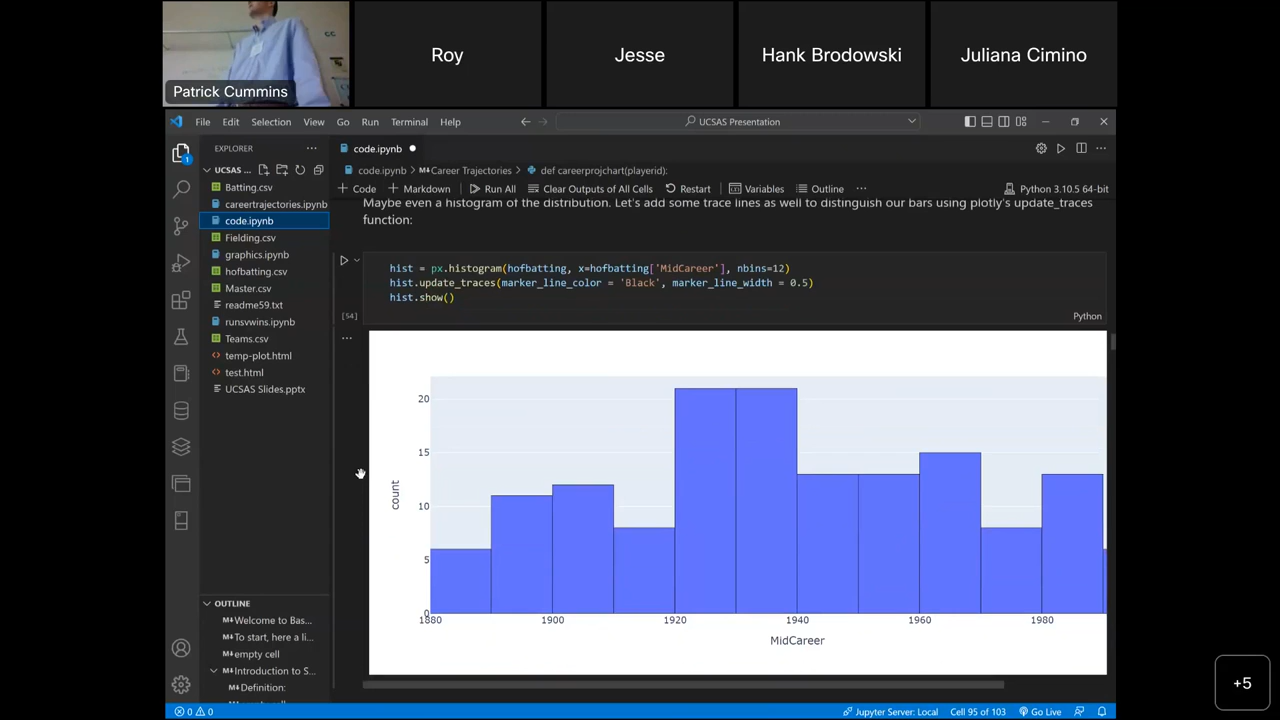 Patrick Cummins
Roy
Jesse
Hank Brodowski
Juliana Cimino
File Edit Selection View Go Run Terminal Help
UCSAS Presentation
EXPLORER
UCSAS ...
Batting.csv
careertrajectories.ipynb
code.ipynb
Fielding.csv
graphics.ipynb
hofbatting.csv
Master.csv
readme59.txt
runsvwins.ipynb
Teams.csv
temp-plot.html
test.html
UCSAS Slides.pptx
OUTLINE
Welcome to Bas...
To start, here a li...
empty cell
Introduction to S...
Definition:
code.ipynb
code.ipynb > Career Trajectories > def careerprojchart(playerid):
+ Code + Markdown Run All Clear Outputs of All Cells Restart Variables Outline ... Python 3.10.5 64-bit
Maybe even a histogram of the distribution. Let's add some trace lines as well to distinguish our bars using plotly's update_traces
function:
hist = px.histogram(hofbatting, x=hofbatting['MidCareer'], nbins=12)
hist.update_traces(marker_line_color = 'Black', marker_line_width = 0.5)
hist.show()
[54]
Python
20
15
10
5
0
count
1880 1900 1920 1940 1960 1980
MidCareer
0 0
Jupyter Server: Local Cell 95 of 103 Go Live
+5